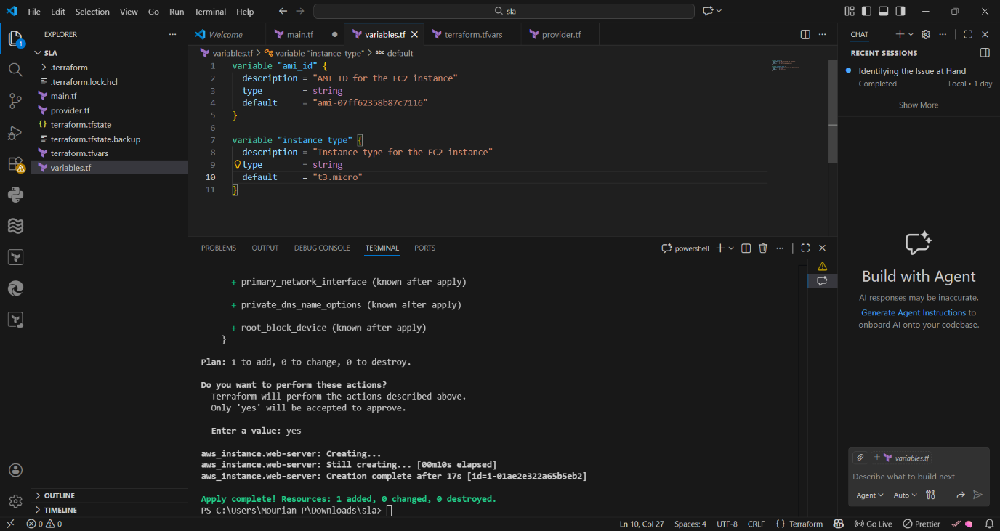 File Edit Selection View Go Run Terminal Help
sla
EXPLORER
SLA
.terraform
.terraform.lock.hcl
main.tf
provider.tf
terraform.tfstate
terraform.tfstate.backup
terraform.tfvars
variables.tf
OUTLINE
TIMELINE
Welcome main.tf variables.tf terraform.tfvars provider.tf
variables.tf > variable "instance_type" > abc default
1 variable "ami_id" {
2 description = "AMI ID for the EC2 instance"
3 type = string
4 default = "ami-07ff62358b87c7116"
5 }
6
7 variable "instance_type" {
8 description = "Instance type for the EC2 instance"
9 type = string
10 default = "t3.micro"
11 }
PROBLEMS OUTPUT DEBUG CONSOLE TERMINAL PORTS
powershell
+ primary_network_interface (known after apply)
+ private_dns_name_options (known after apply)
+ root_block_device (known after apply)
}
Plan: 1 to add, 0 to change, 0 to destroy.
Do you want to perform these actions?
Terraform will perform the actions described above.
Only 'yes' will be accepted to approve.
Enter a value: yes
aws_instance.web-server: Creating...
aws_instance.web-server: Still creating... [00m10s elapsed]
aws_instance.web-server: Creation complete after 17s [id=i-01ae2e322a65b5eb2]
Apply complete! Resources: 1 added, 0 changed, 0 destroyed.
PS C:\Users\Mourian P\Downloads\sla>
CHAT
RECENT SESSIONS
Identifying the Issue at Hand
Completed Local • 1 day
Show More
Build with Agent
AI responses may be inaccurate.
Generate Agent Instructions to
onboard AI onto your codebase.
+ variables.tf
Describe what to build next
Agent Auto
0 0 Ln 10, Col 27 Spaces: 4 UTF-8 CRLF {} Terraform Go Live Prettier